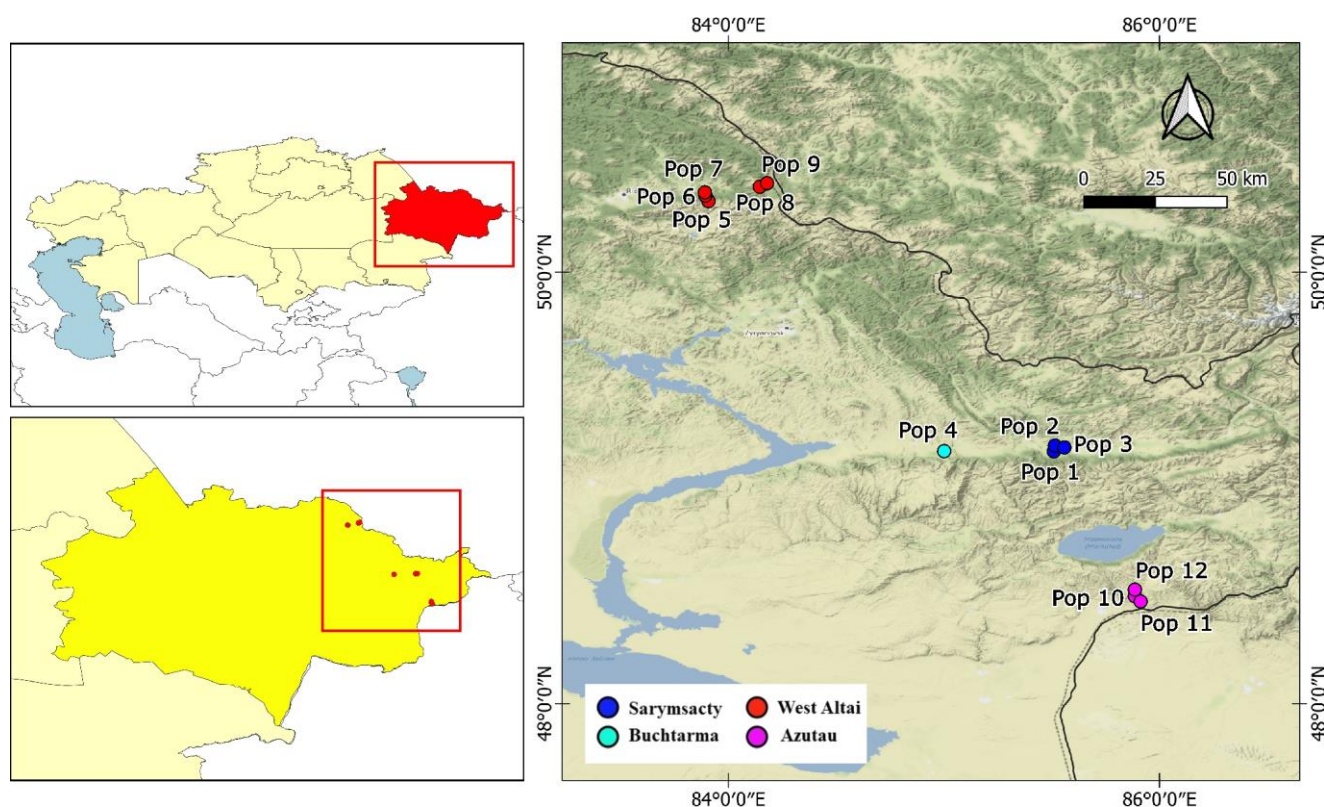 84°0′0″E 86°0′0″E
Pop 7
Pop 9
Pop 6
Pop 8
Pop 5
0 25 50 km
50°0′0″N 50°0′0″N
Pop 4
Pop 2
Pop 3
Pop 1
Pop 12
Pop 10
Pop 11
Sarymsacty West Altai
Buchtarma Azutau
48°0′0″N 48°0′0″N
84°0′0″E 86°0′0″E